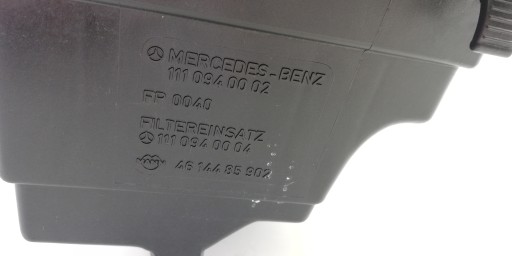 MERCEDES-BENZ
111 094 00 02
FP 0040
FILTEREINSATZ
111 094 00 04
46 144 85 902